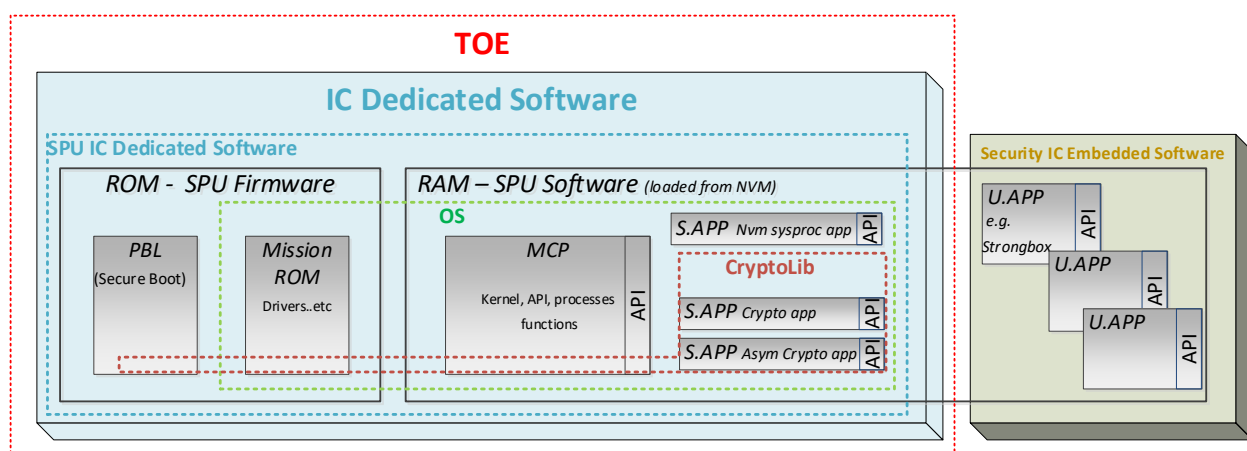 TOE
IC Dedicated Software
SPU IC Dedicated Software
Security IC Embedded Software
ROM - SPU Firmware
RAM – SPU Software (loaded from NVM)
OS
PBL
(Secure Boot)
Mission
ROM
Drivers..etc
MCP
Kernel, API, processes
functions
API
S.APP Nvm sysproc app
API
CryptoLib
S.APP Crypto app
API
S.APP Asym Crypto app
API
U.APP
e.g.
Strongbox
API
U.APP
API
U.APP
API